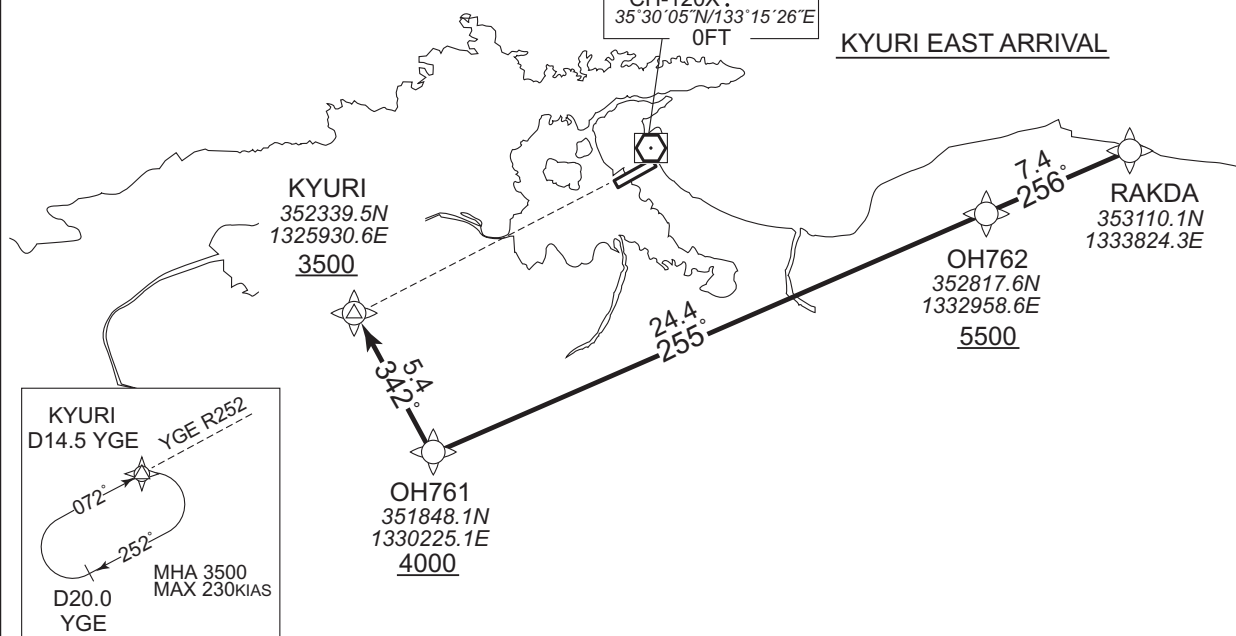 CH-120X
35°30´05˝N/133°15´26˝E
0FT
KYURI EAST ARRIVAL
KYURI
352339.5N
1325930.6E
3500
7.4
256°
RAKDA
353110.1N
1333824.3E
OH762
352817.6N
1332958.6E
5500
24.4
255°
5.4
342°
OH761
351848.1N
1330225.1E
4000
KYURI
D14.5 YGE
YGE R252
072°
252°
MHA 3500
MAX 230KIAS
D20.0
YGE